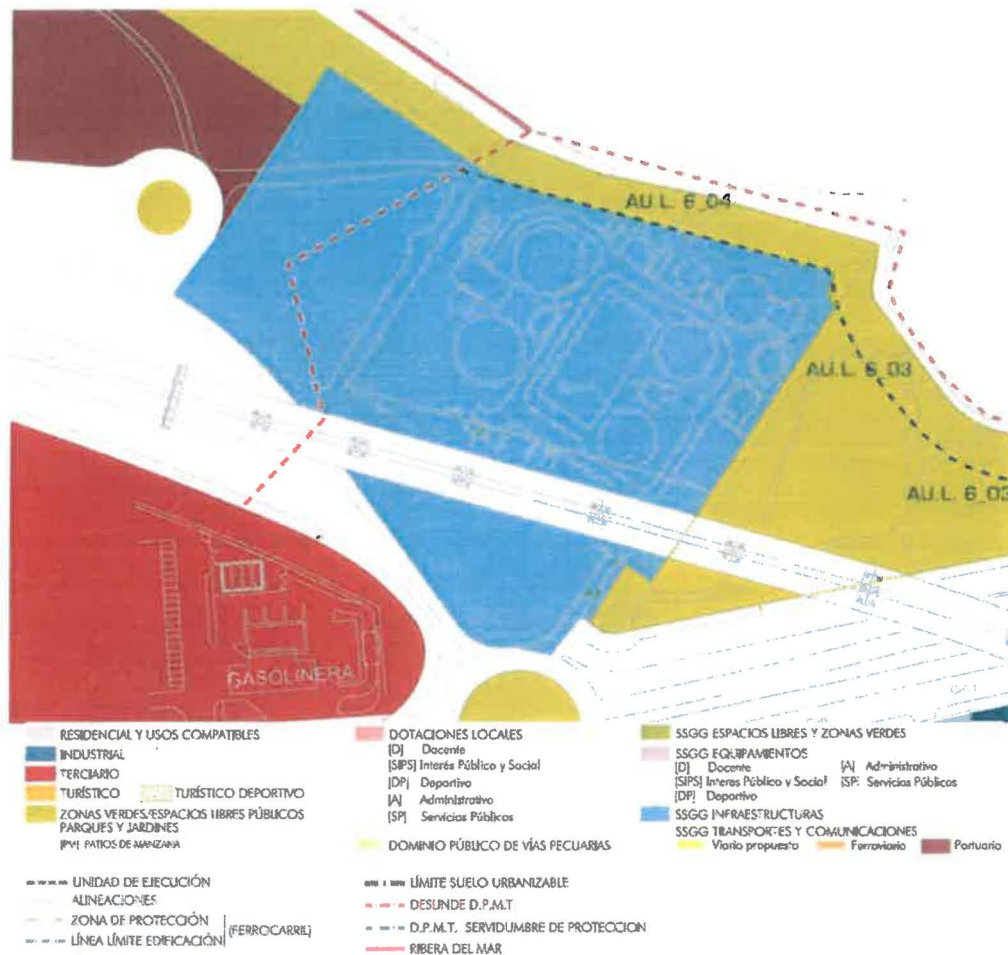 AU.L. 6_04
AU.L. 6_03
AU.L. 6_03
GASOLINERA
RESIDENCIAL Y USOS COMPATIBLES
INDUSTRIAL
TERCIARIO
TURÍSTICO
TURÍSTICO DEPORTIVO
ZONAS VERDES/ESPACIOS LIBRES PÚBLICOS
PARQUES Y JARDINES
PATIOS DE MANZANA
DOTACIONES LOCALES
[D] Docente
[SIPS] Interés Público y Social
[DP] Deportivo
[A] Administrativo
[SP] Servicios Públicos
DOMINIO PÚBLICO DE VÍAS PECUARIAS
SSGG ESPACIOS LIBRES Y ZONAS VERDES
SSGG EQUIPAMIENTOS
[D] Docente
[A] Administrativo
[SIPS] Interes Público y Social
[SP] Servicios Públicos
[DP] Deportivo
SSGG INFRAESTRUCTURAS
SSGG TRANSPORTES Y COMUNICACIONES
Viario propuesto
Ferroviario
Portuario
UNIDAD DE EJECUCIÓN
ALINEACIONES
ZONA DE PROTECCIÓN
LÍNEA LÍMITE EDIFICACIÓN
(FERROCARRIL)
LÍMITE SUELO URBANIZABLE
DESLINDE D.P.M.T
D.P.M.T. SERVIDUMBRE DE PROTECCION
RIBERA DEL MAR